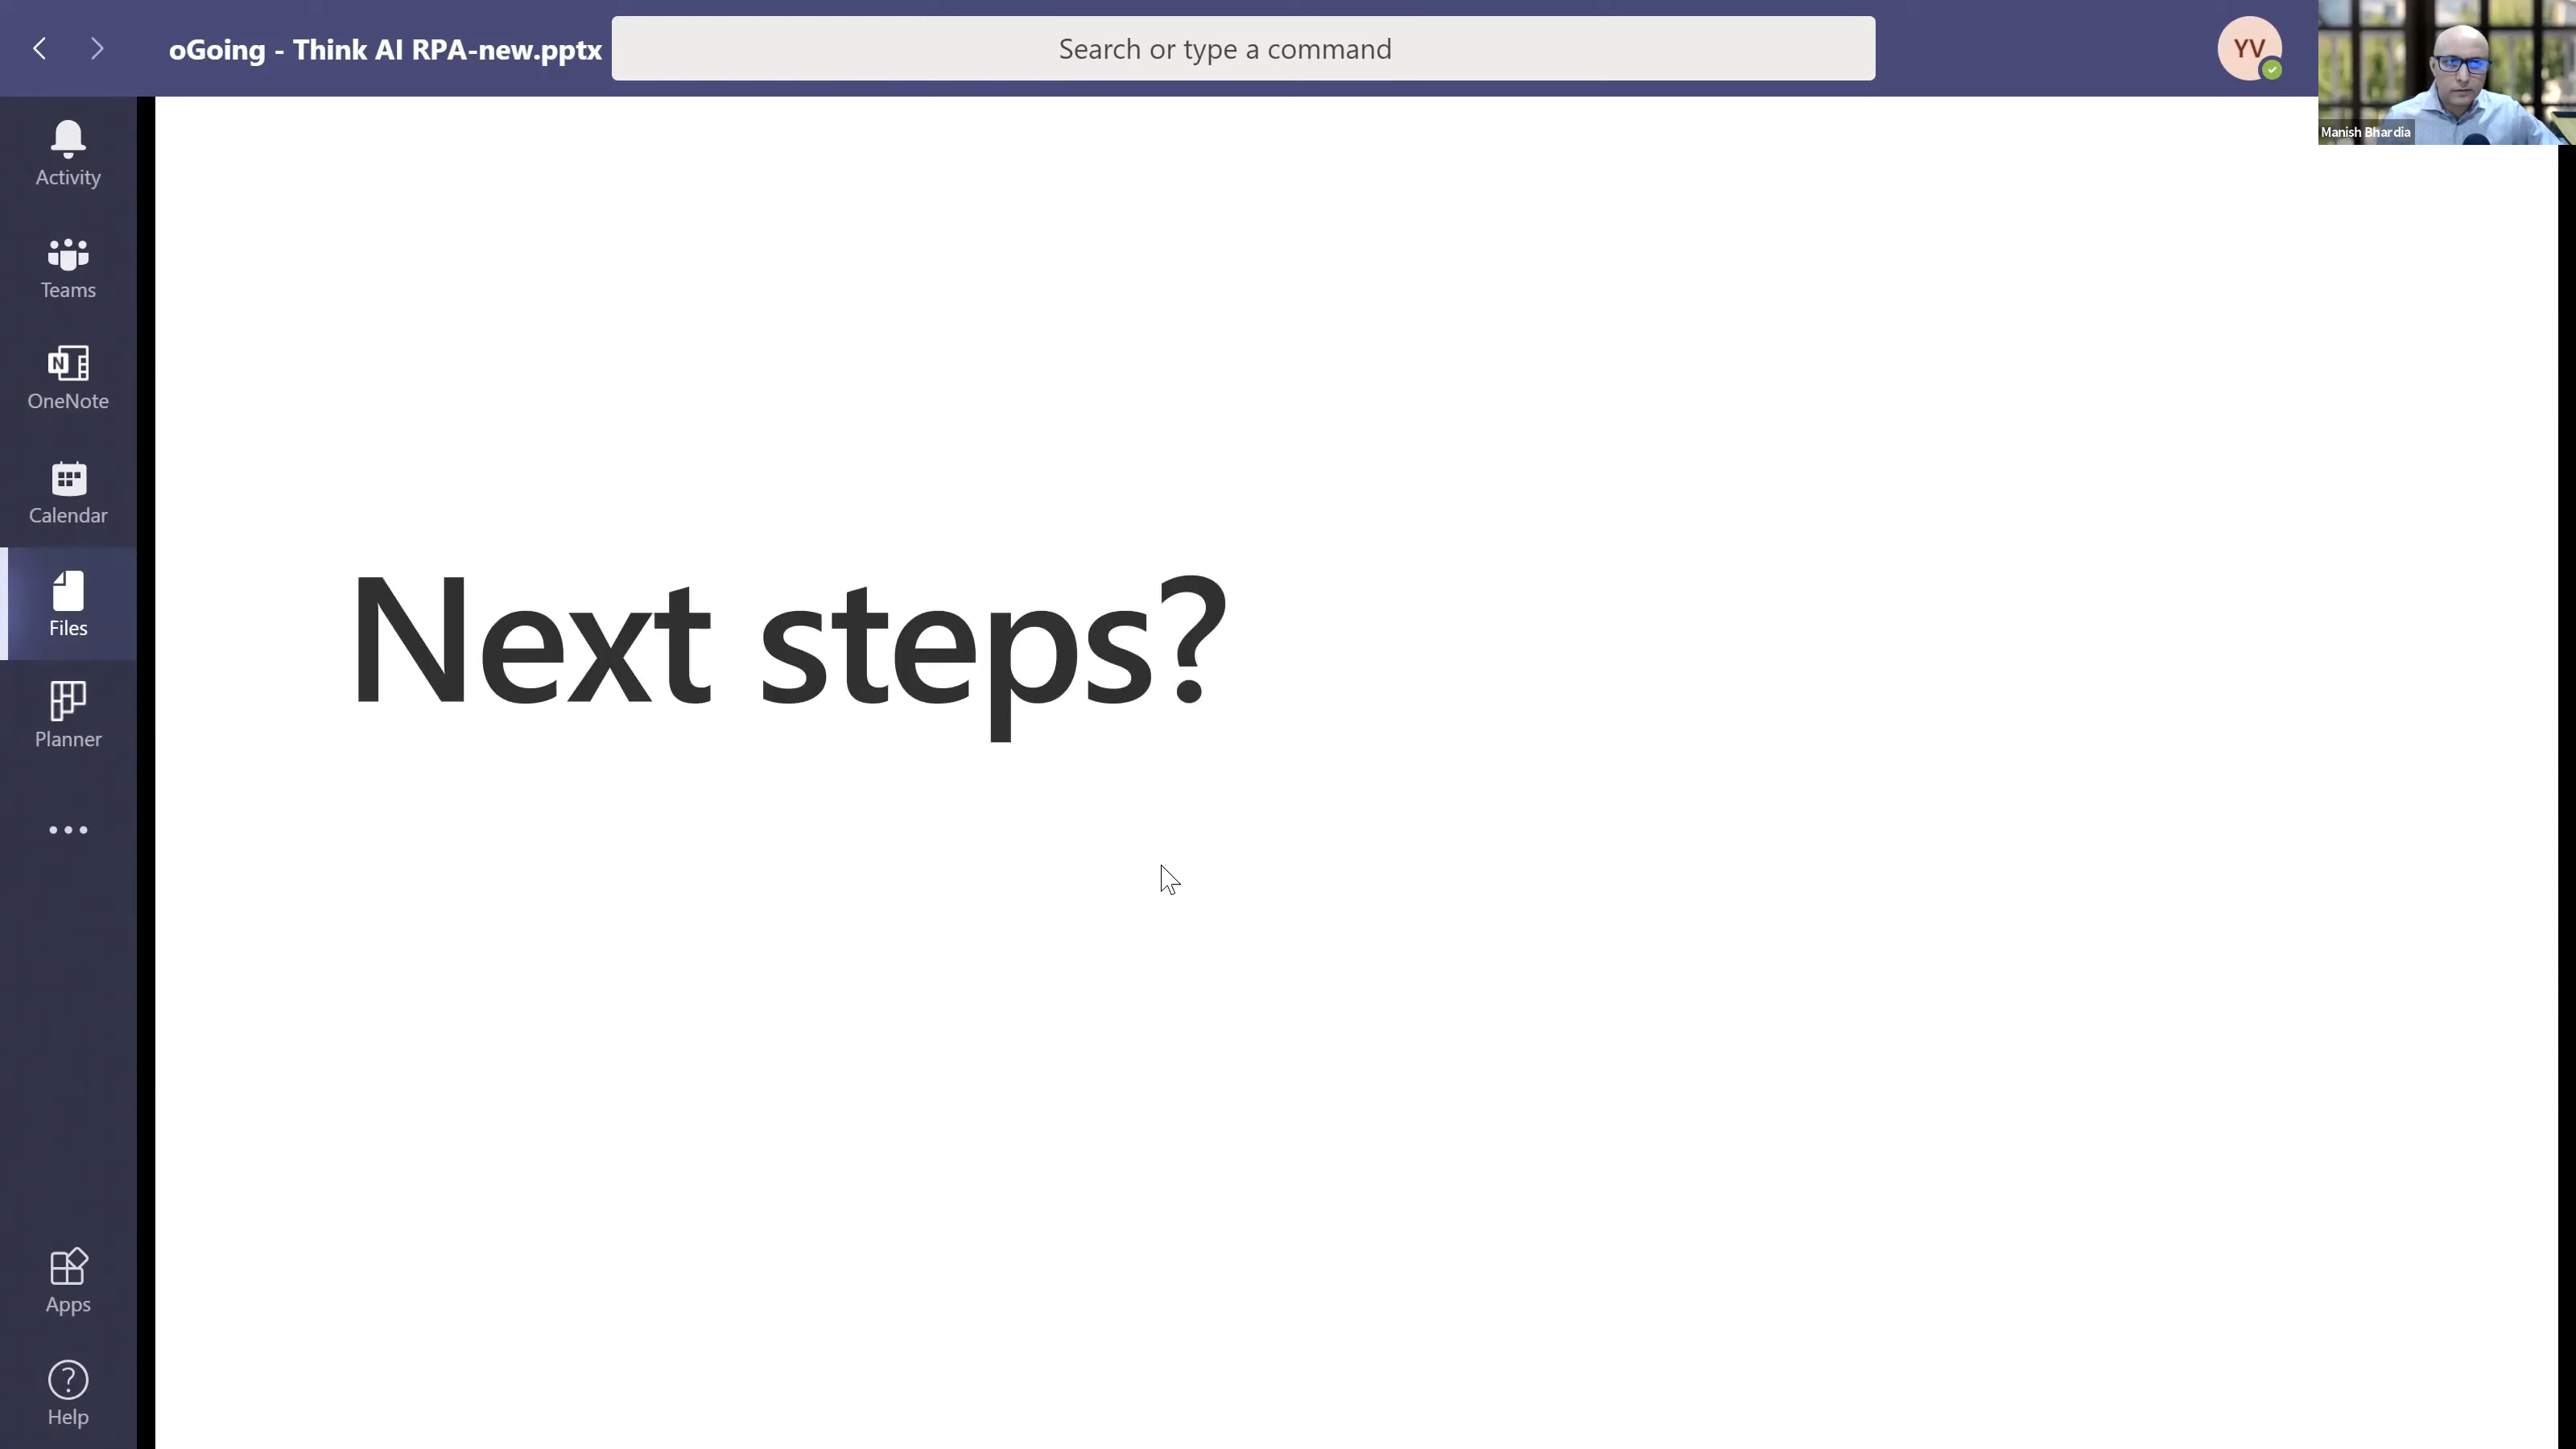 oGoing - Think AI RPA-new.pptx
Search or type a command
YV
Manish Bhardia
Activity
Teams
N
OneNote
Calendar
Files
Planner
Apps
?
Help
Next steps?